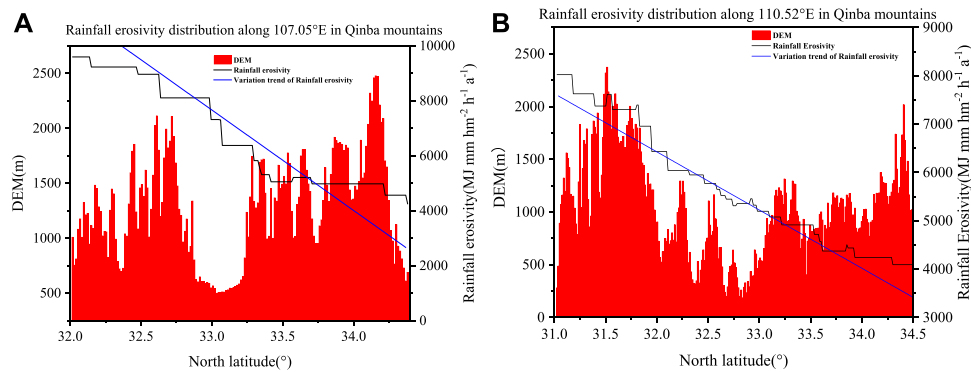 A
Rainfall erosivity distribution along 107.05°E in Qinba mountains
DEM
Rainfall erosivity
Variation trend of Rainfall erosivity
DEM(m)
2500
2000
1500
1000
500
10000
8000
6000
4000
2000
0
Rainfall erosivity(MJ mm hm⁻² h⁻¹ a⁻¹)
32.0 32.5 33.0 33.5 34.0
North latitude(°)
B
Rainfall erosivity distribution along 110.52°E in Qinba mountains
DEM
Rainfall Erosivity
Variation trend of Rainfall erosivity
DEM(m)
2500
2000
1500
1000
500
0
9000
8000
7000
6000
5000
4000
3000
Rainfall Erosivity(MJ mm hm⁻² h⁻¹ a⁻¹)
31.0 31.5 32.0 32.5 33.0 33.5 34.0 34.5
North latitude(°)